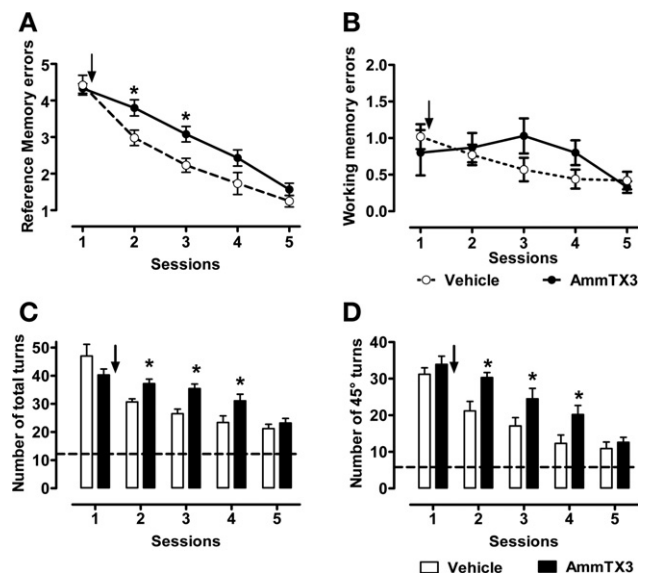 A
Reference Memory errors
5
4
3
2
1
* *
1 2 3 4 5
Sessions
B
Working memory errors
2.0
1.5
1.0
0.5
0.0
1 2 3 4 5
Sessions
Vehicle AmmTX3
C
Number of total turns
50
40
30
20
10
0
* * *
1 2 3 4 5
Sessions
D
Number of 45° turns
40
30
20
10
0
* * *
1 2 3 4 5
Sessions
Vehicle AmmTX3